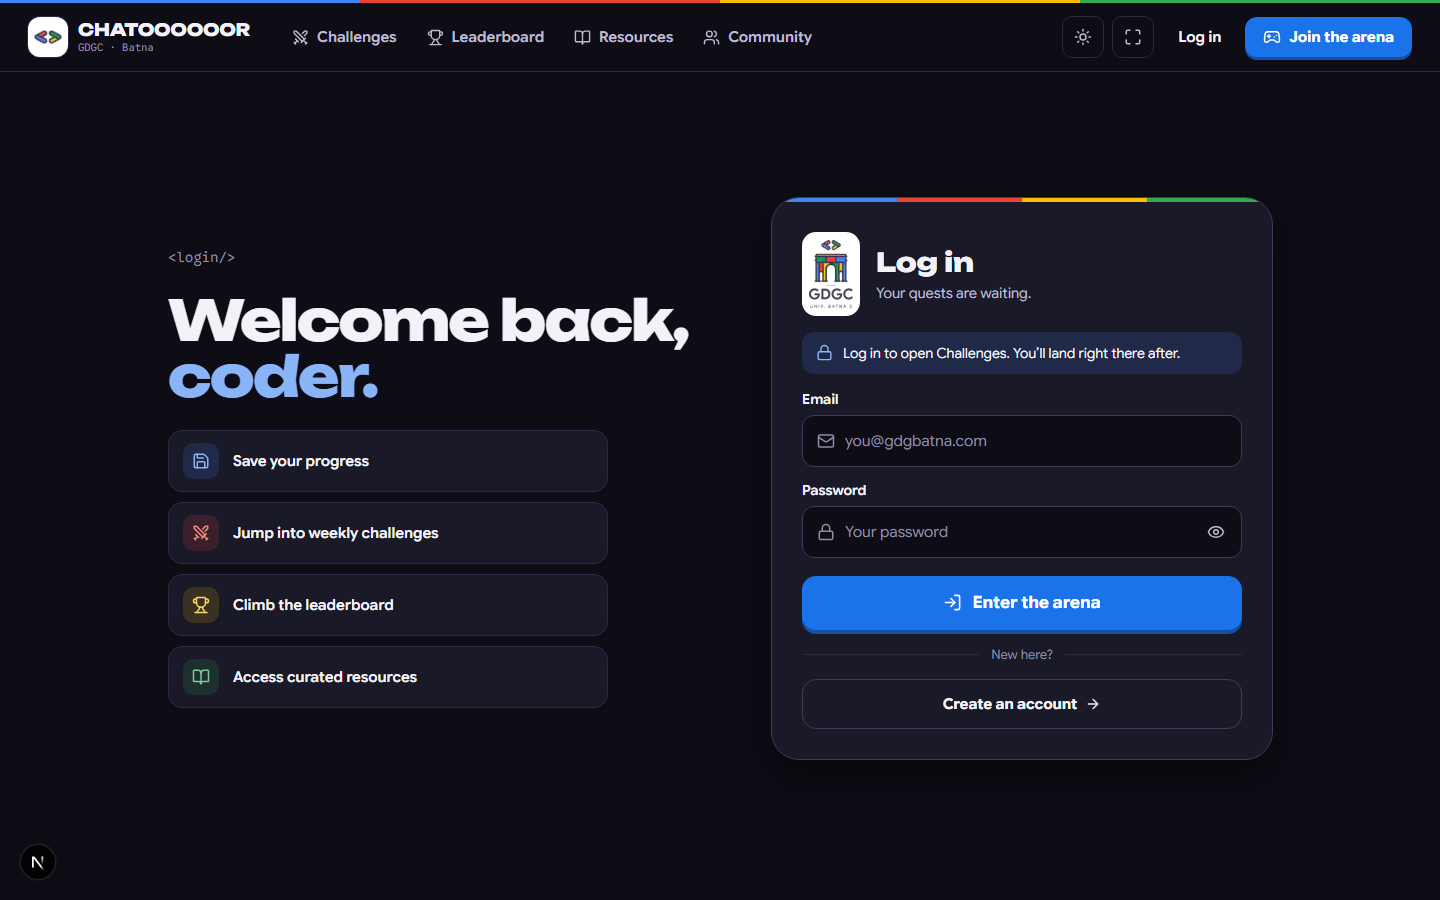 CHATOOOOOOR
GDGC · Batna
Challenges
Leaderboard
Resources
Community
Log in
Join the arena
<login/>
Welcome back,
coder.
Save your progress
Jump into weekly challenges
Climb the leaderboard
Access curated resources
GDGC
UNIV. BATNA 2
Log in
Your quests are waiting.
Log in to open Challenges. You’ll land right there after.
Email
you@gdgbatna.com
Password
Your password
Enter the arena
New here?
Create an account
N